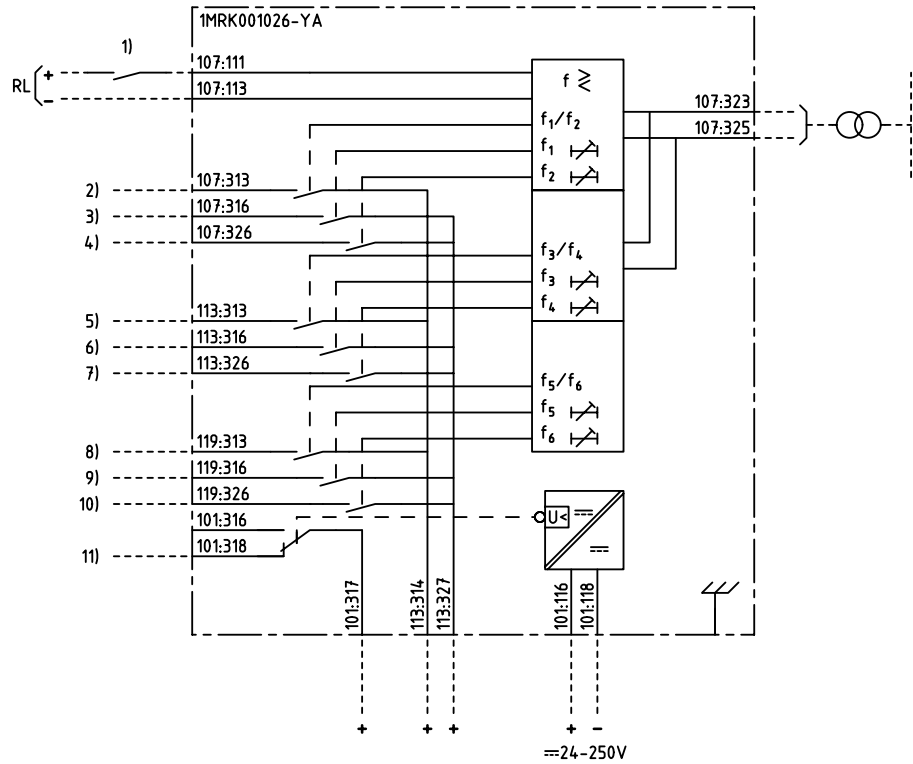 1MRK001026-YA
1)
107:111
RL
+
107:113
-
f ≷
107:323
f1/f2
107:325
f1
f2
107:313
2)
107:316
3)
107:326
4)
f3/f4
f3
f4
113:313
5)
113:316
6)
113:326
7)
f5/f6
f5
f6
119:313
8)
119:316
9)
119:326
10)
101:316
U<
101:318
11)
101:317
113:314
113:327
101:116
101:118
+ + + + -
⎓24-250V